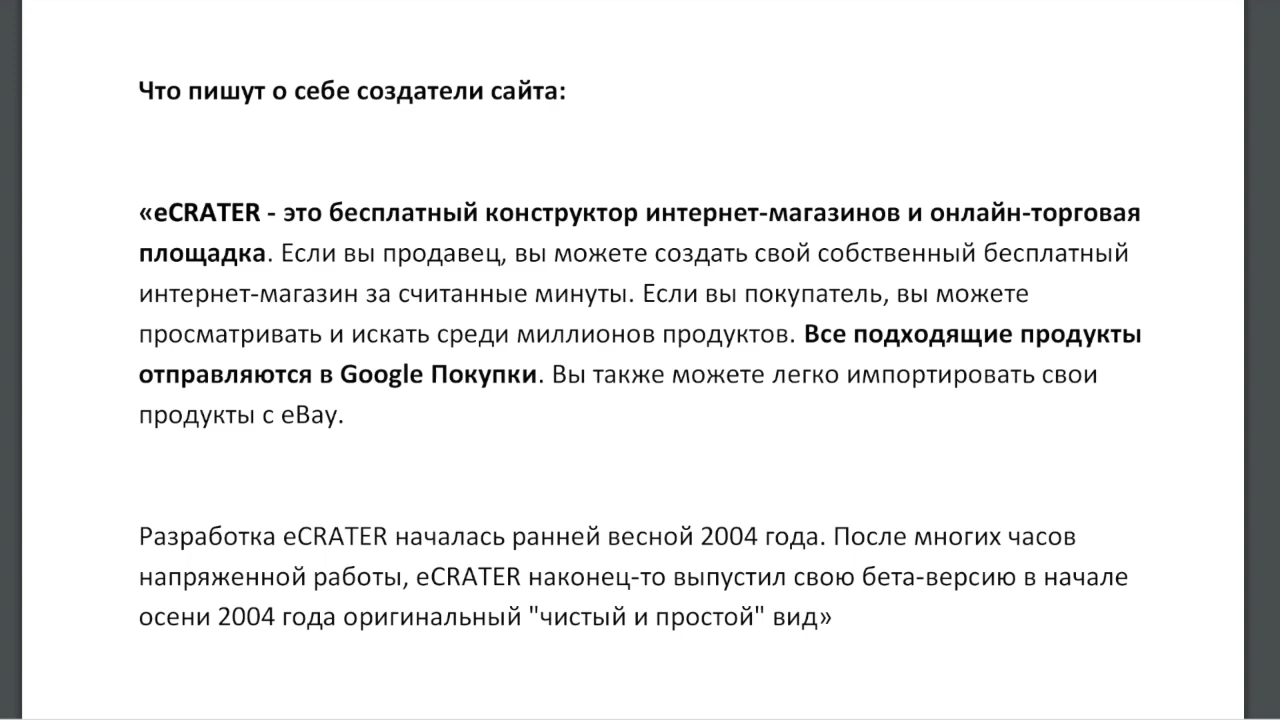 Что пишут о себе создатели сайта:
«eCRATER - это бесплатный конструктор интернет-магазинов и онлайн-торговая
площадка. Если вы продавец, вы можете создать свой собственный бесплатный
интернет-магазин за считанные минуты. Если вы покупатель, вы можете
просматривать и искать среди миллионов продуктов. Все подходящие продукты
отправляются в Google Покупки. Вы также можете легко импортировать свои
продукты с eBay.
Разработка eCRATER началась ранней весной 2004 года. После многих часов
напряженной работы, eCRATER наконец-то выпустил свою бета-версию в начале
осени 2004 года оригинальный "чистый и простой" вид»